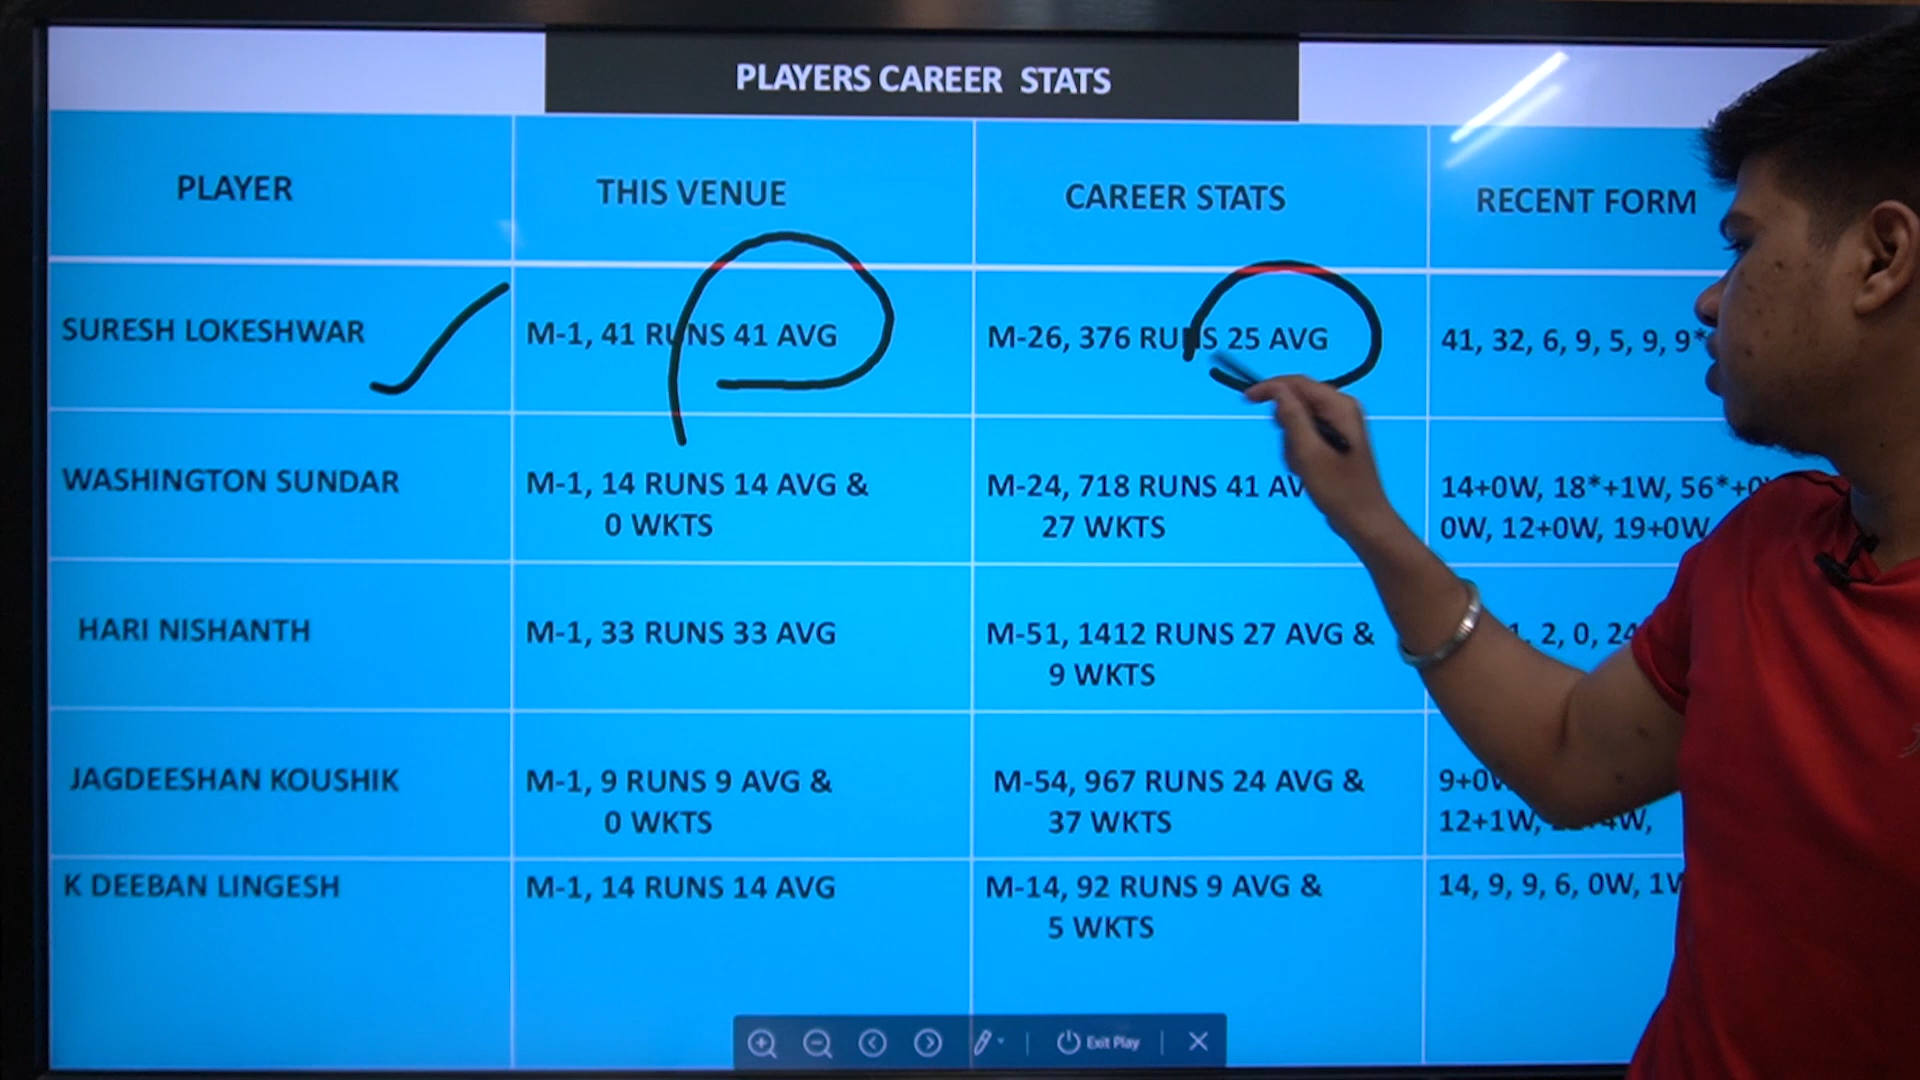 PLAYERS CAREER STATS
PLAYER THIS VENUE CAREER STATS RECENT FORM
SURESH LOKESHWAR M-1, 41 RUNS 41 AVG M-26, 376 RUNS 25 AVG 41, 32, 6, 9, 5, 9, 9*
WASHINGTON SUNDAR M-1, 14 RUNS 14 AVG & M-24, 718 RUNS 41 14+0W, 18*+1W,
0 WKTS 27 WKTS 0W, 12+0W, 19+0W
HARI NISHANTH M-1, 33 RUNS 33 AVG M-51, 1412 RUNS 27 AVG & 2, 0,
9 WKTS
JAGDEESHAN KOUSHIK M-1, 9 RUNS 9 AVG & M-54, 967 RUNS 24 AVG &
0 WKTS 37 WKTS 12+1W,
K DEEBAN LINGESH M-1, 14 RUNS 14 AVG M-14, 92 RUNS 9 AVG & 14, 9, 9, 6, 0W,
5 WKTS
Exit Play